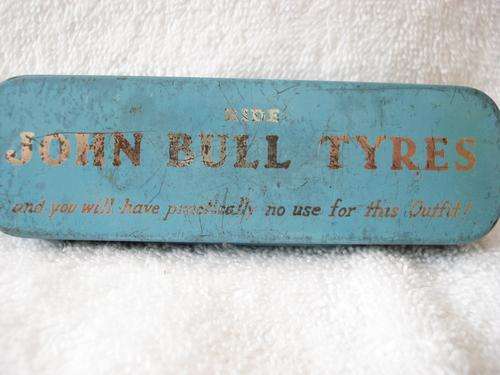 RIDE
JOHN BULL TYRES
and you will have practically no use for this Outfit!